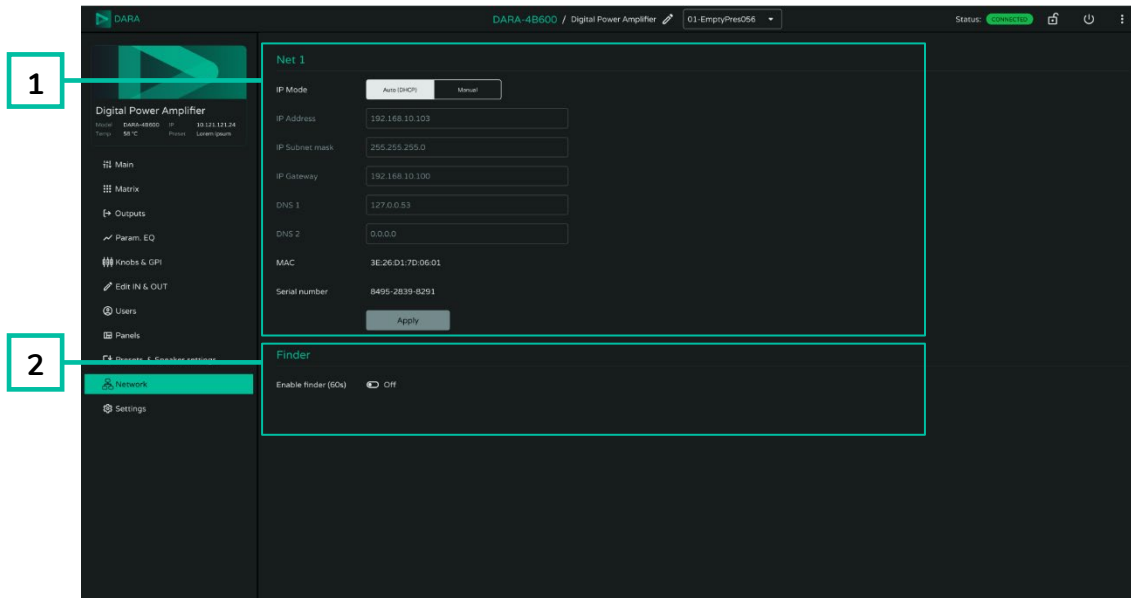 DARA
DARA-4B600 / Digital Power Amplifier
01-EmptyPres056
Status: CONNECTED
1
Digital Power Amplifier
Model DARA-4B600 IP 10.121.121.24
Temp 58 °C Preset Lorem ipsum
Main
Matrix
Outputs
Param. EQ
Knobs & GPI
Edit IN & OUT
Users
Panels
Presets & Speaker settings
Network
Settings
Net 1
IP Mode Auto (DHCP) Manual
IP Address 192.168.10.103
IP Subnet mask 255.255.255.0
IP Gateway 192.168.10.100
DNS 1 127.0.0.53
DNS 2 0.0.0.0
MAC 3E:26:D1:7D:06:01
Serial number 8495-2839-8291
Apply
2
Finder
Enable finder (60s) Off